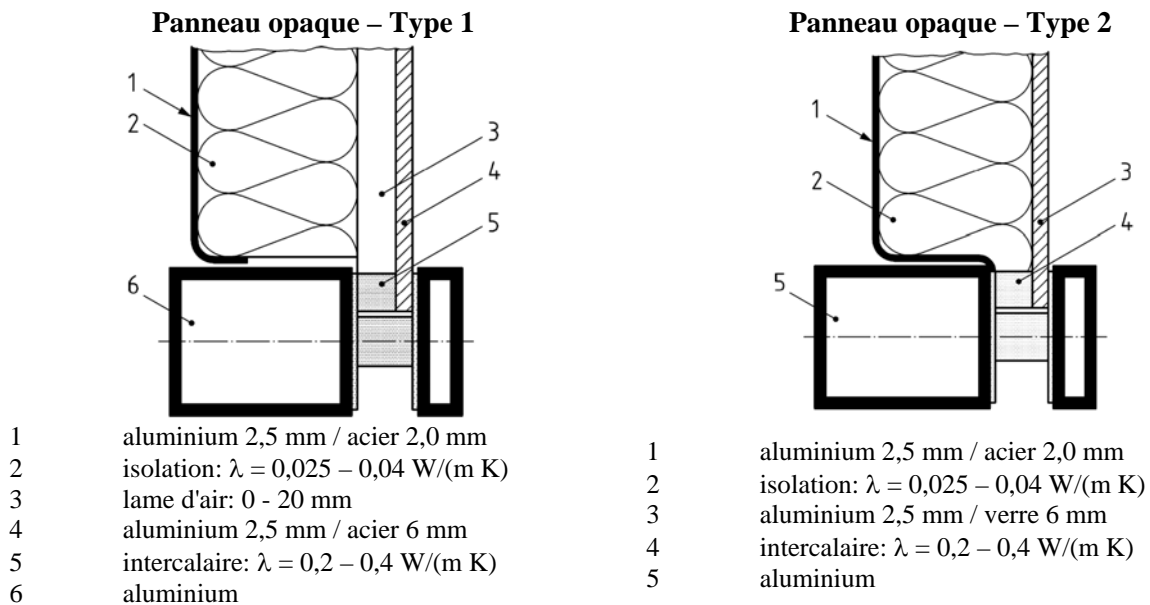 Panneau opaque – Type 1
1
2
3
4
5
6
1 aluminium 2,5 mm / acier 2,0 mm
2 isolation: λ = 0,025 – 0,04 W/(m K)
3 lame d'air: 0 - 20 mm
4 aluminium 2,5 mm / acier 6 mm
5 intercalaire: λ = 0,2 – 0,4 W/(m K)
6 aluminium
Panneau opaque – Type 2
1
2
3
4
5
1 aluminium 2,5 mm / acier 2,0 mm
2 isolation: λ = 0,025 – 0,04 W/(m K)
3 aluminium 2,5 mm / verre 6 mm
4 intercalaire: λ = 0,2 – 0,4 W/(m K)
5 aluminium